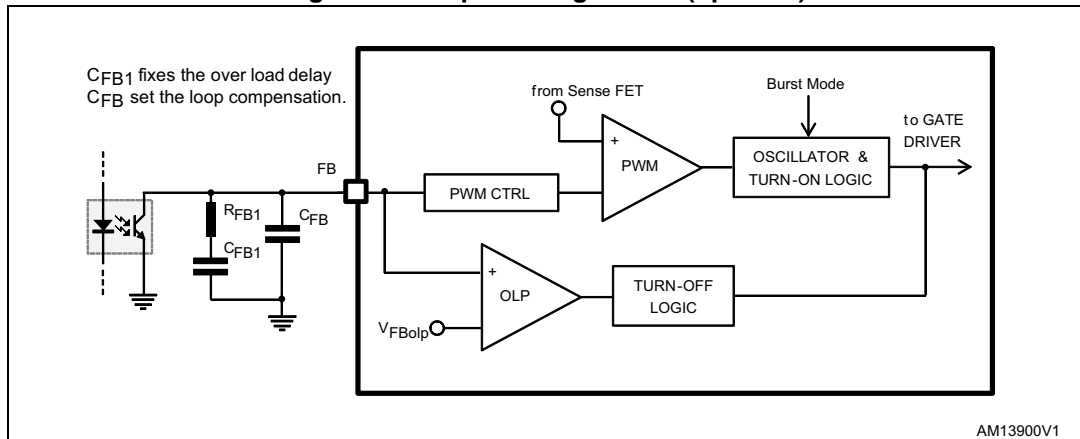 CFB1 fixes the over load delay
CFB set the loop compensation.
from Sense FET
Burst Mode
to GATE
DRIVER
+
PWM
OSCILLATOR &
TURN-ON LOGIC
FB
PWM CTRL
RFB1
CFB
CFB1
+
OLP
TURN-OFF
LOGIC
VFBolp
AM13900V1